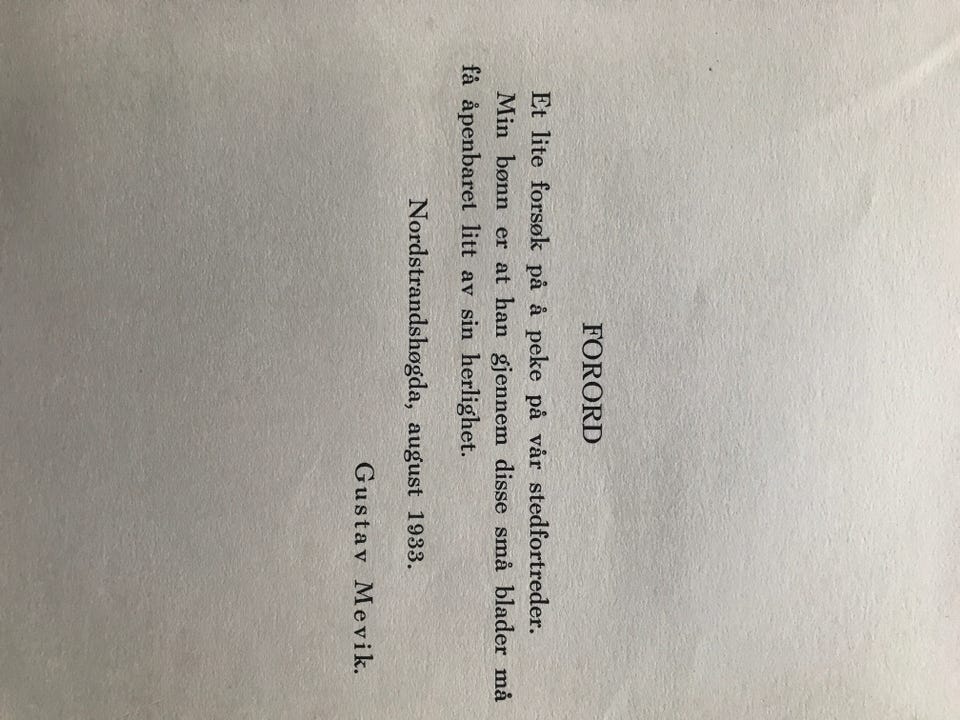 FORORD
Et lite forsøk på å peke på vår stedfortreder.
Min bønn er at han gjennem disse små blader må
få åpenbaret litt av sin herlighet.
Nordstrandshøgda, august 1933.
Gustav Mevik.